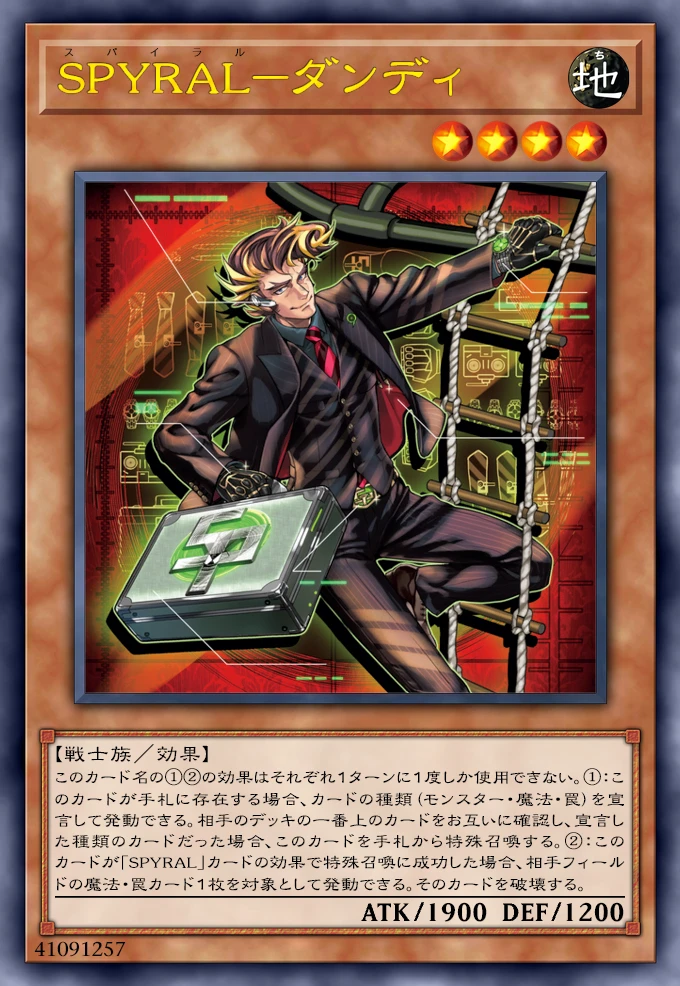 スパイラル
SPYRAL－ダンディ
ち
地
【戦士族／効果】
このカード名の①②の効果はそれぞれ１ターンに１度しか使用できない。①：こ
のカードが手札に存在する場合、カードの種類（モンスター・魔法・罠）を宣
言して発動できる。相手のデッキの一番上のカードをお互いに確認し、宣言し
た種類のカードだった場合、このカードを手札から特殊召喚する。②：この
カードが「SPYRAL」カードの効果で特殊召喚に成功した場合、相手フィール
ドの魔法・罠カード１枚を対象として発動できる。そのカードを破壊する。
ATK/1900 DEF/1200
41091257